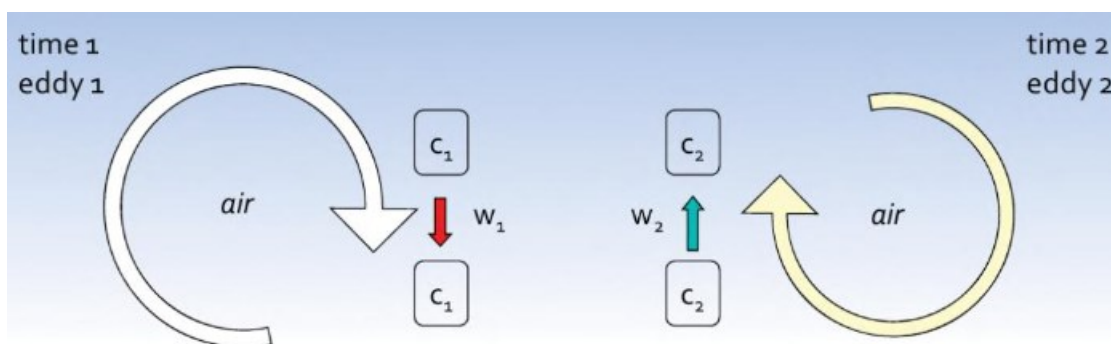 time 1
eddy 1
air
c₁
w₁
c₁
c₂
w₂
c₂
air
time 2
eddy 2